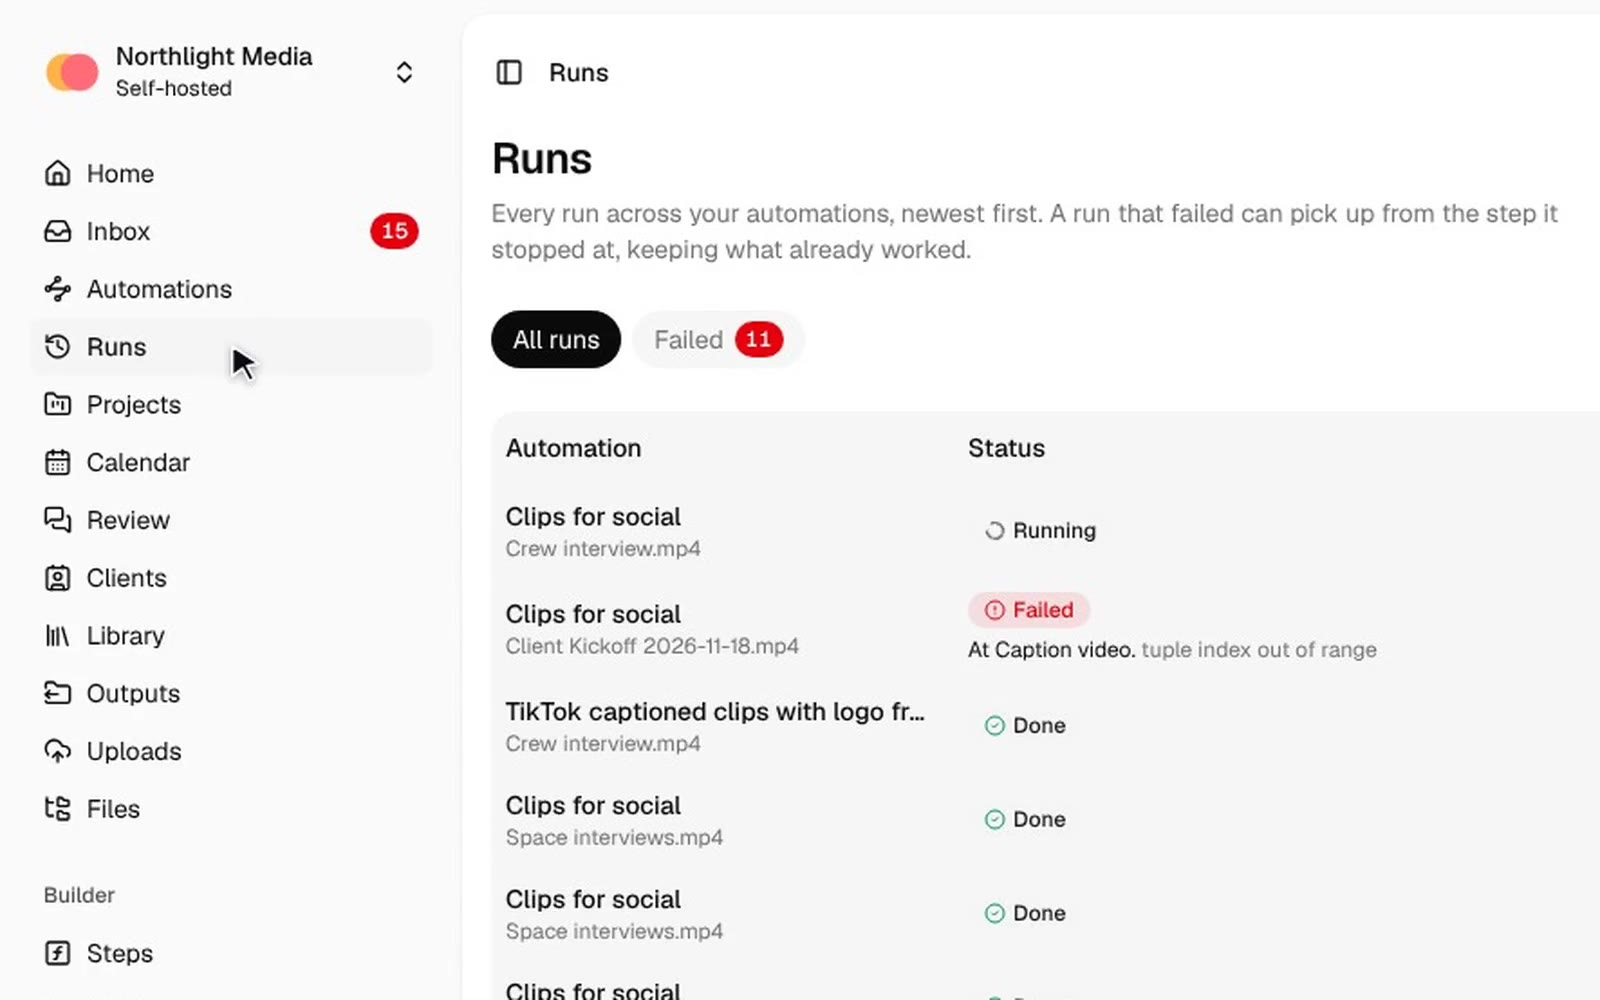 Northlight Media
Self-hosted
Home
Inbox 15
Automations
Runs
Projects
Calendar
Review
Clients
Library
Outputs
Uploads
Files
Builder
Steps
Runs
Runs
Every run across your automations, newest first. A run that failed can pick up from the step it
stopped at, keeping what already worked.
All runs Failed 11
Automation Status
Clips for social
Crew interview.mp4
Running
Clips for social
Client Kickoff 2026-11-18.mp4
Failed
At Caption video. tuple index out of range
TikTok captioned clips with logo fr...
Crew interview.mp4
Done
Clips for social
Space interviews.mp4
Done
Clips for social
Space interviews.mp4
Done
Clips for social